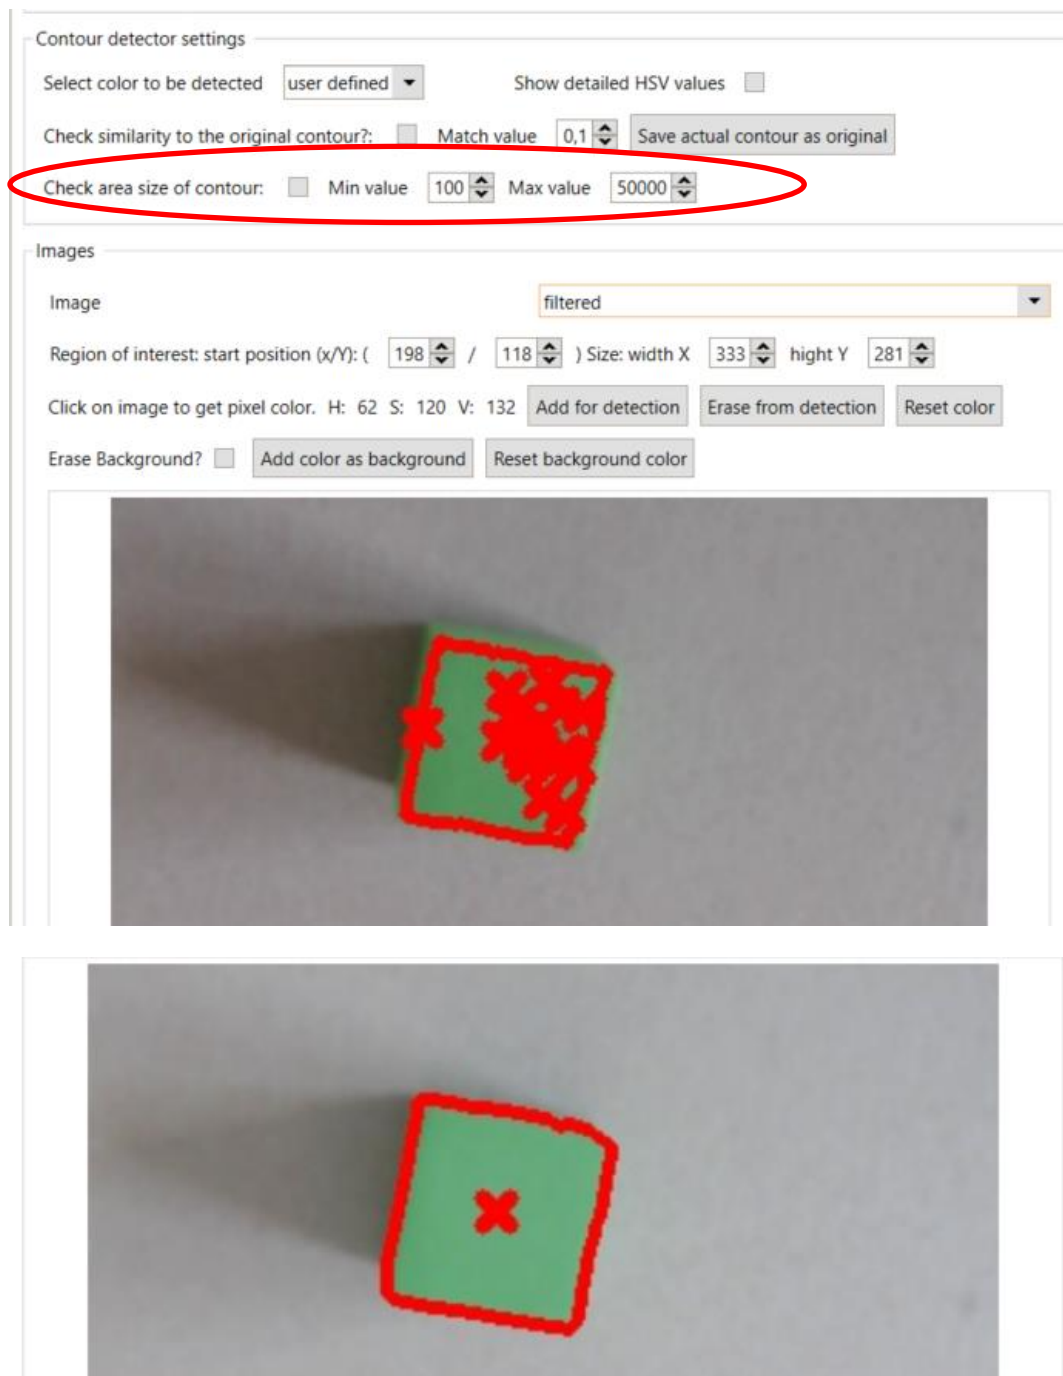 Contour detector settings
Select color to be detected user defined Show detailed HSV values
Check similarity to the original contour?: Match value 0,1 Save actual contour as original
Check area size of contour: Min value 100 Max value 50000
Images
Image filtered
Region of interest: start position (x/Y): ( 198 / 118 ) Size: width X 333 hight Y 281
Click on image to get pixel color. H: 62 S: 120 V: 132 Add for detection Erase from detection Reset color
Erase Background? Add color as background Reset background color